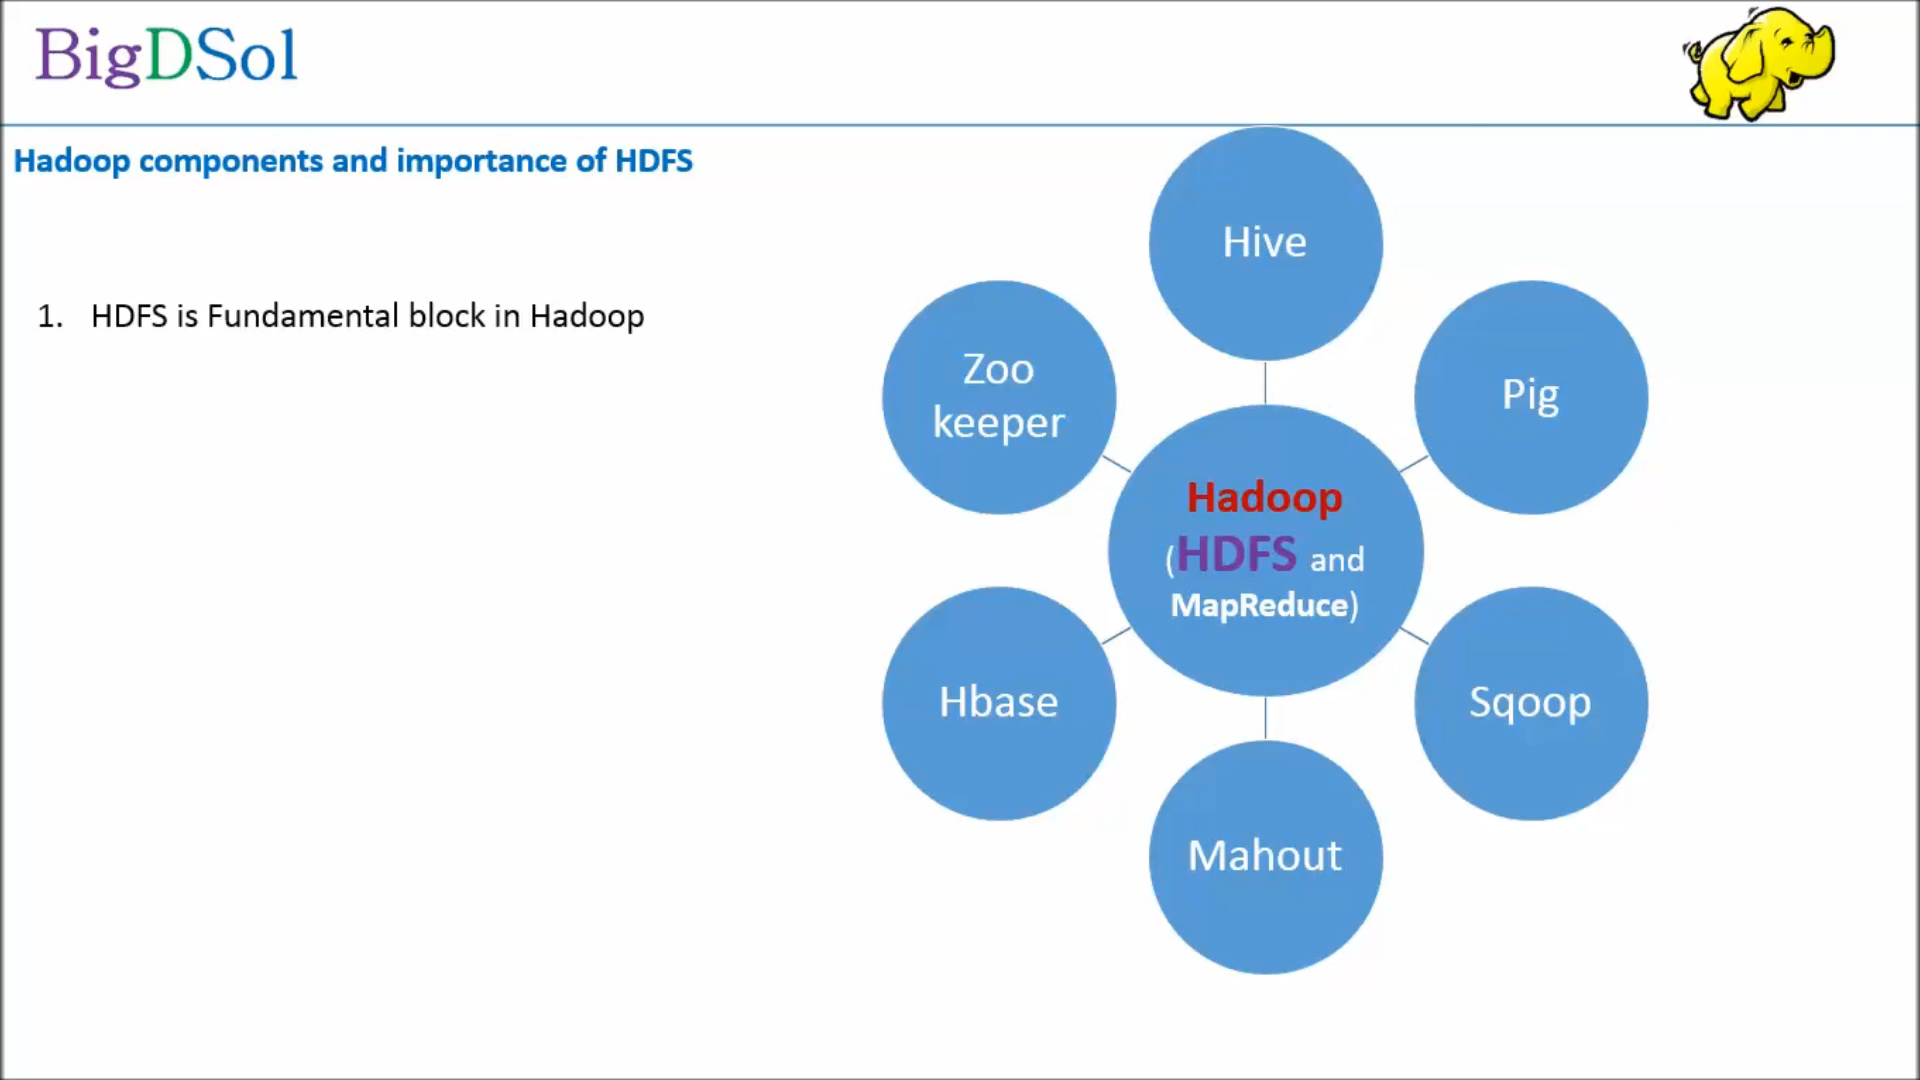 BigDSol
Hadoop components and importance of HDFS
1. HDFS is Fundamental block in Hadoop
Hive
Zoo
keeper
Pig
Hadoop
(HDFS and
MapReduce)
Hbase
Sqoop
Mahout